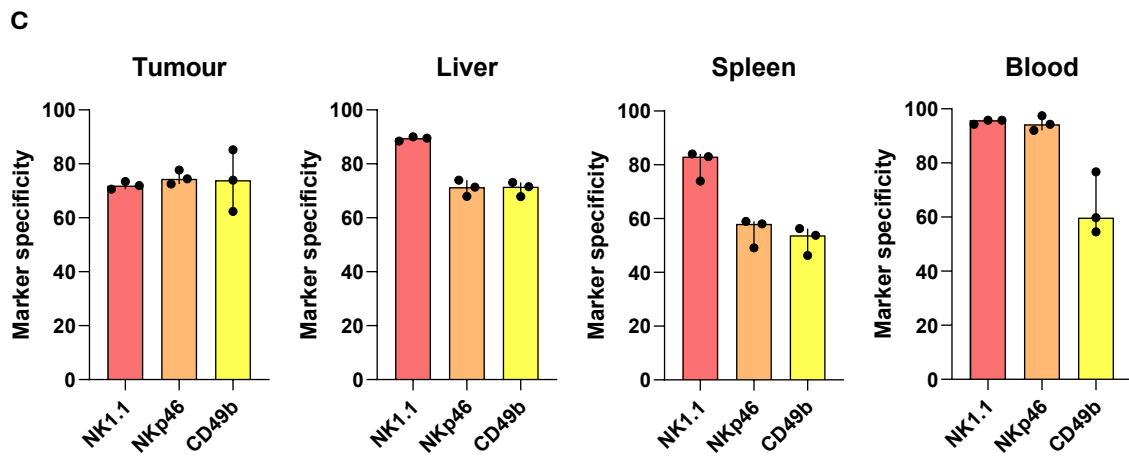 C
Tumour
Marker specificity
100
80
60
40
20
0
NK1.1
NKp46
CD49b
Liver
Marker specificity
100
80
60
40
20
0
NK1.1
NKp46
CD49b
Spleen
Marker specificity
100
80
60
40
20
0
NK1.1
NKp46
CD49b
Blood
Marker specificity
100
80
60
40
20
0
NK1.1
NKp46
CD49b